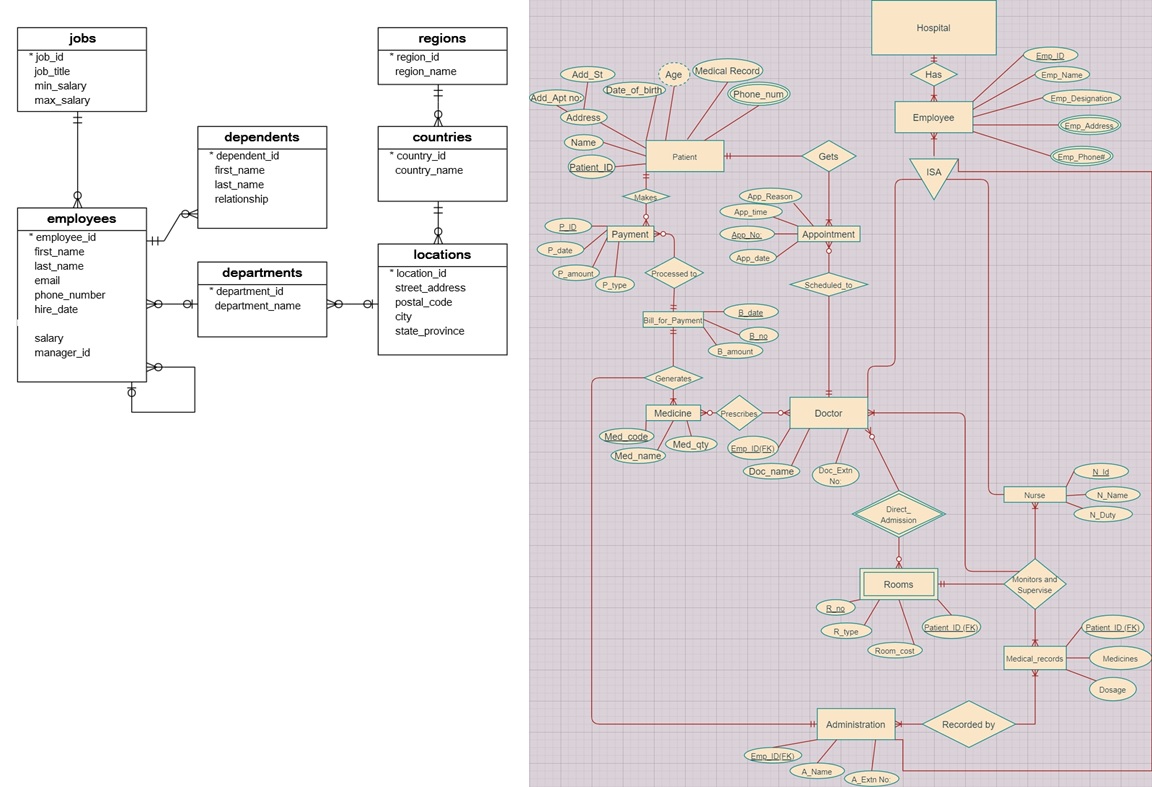 jobs
* job_id
job_title
min_salary
max_salary
regions
* region_id
region_name
dependents
* dependent_id
first_name
last_name
relationship
countries
* country_id
country_name
employees
* employee_id
first_name
last_name
email
phone_number
hire_date
salary
manager_id
departments
* department_id
department_name
locations
* location_id
street_address
postal_code
city
state_province
Hospital
Has
Employee
Emp_ID
Emp_Name
Emp_Designation
Emp_Address
Emp_Phone#
ISA
Add_St
Age
Medical Record
Add_Apt no:
Date_of_birth
Phone_num
Address
Name
Patient_ID
Patient
Gets
Makes
App_Reason
App_time
App_No:
App_date
Appointment
P_ID
P_date
P_amount
P_type
Payment
Processed to
Scheduled_to
Bill_for_Payment
B_date
B_no
B_amount
Generates
Medicine
Prescribes
Doctor
Med_code
Med_name
Med_qty
Emp_ID(FK)
Doc_name
Doc_Extn
No:
Direct_
Admission
Nurse
N_id
N_Name
N_Duty
Rooms
Monitors and
Supervise
R_no
R_type
Room_cost
Patient_ID (FK)
Medical_records
Patient_ID (FK)
Medicines
Dosage
Administration
Recorded by
Emp_ID(FK)
A_Name
A_Extn No: